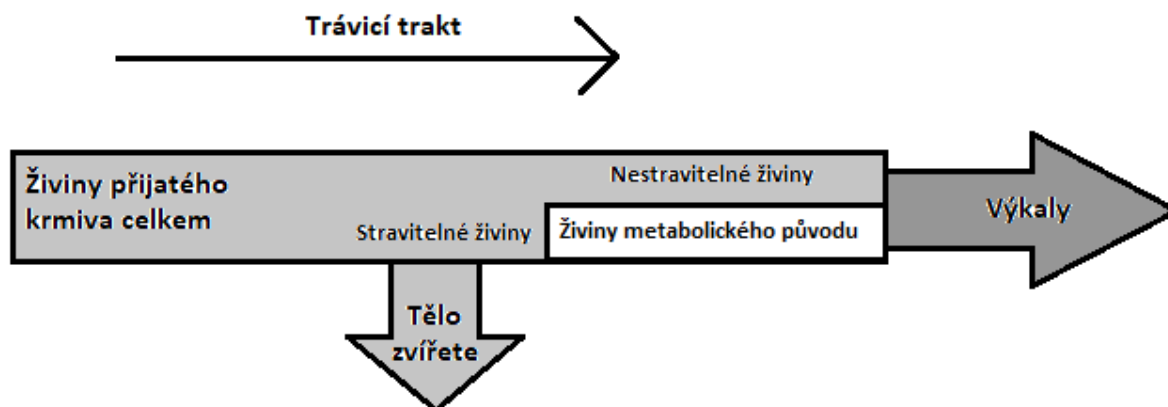 Trávicí trakt
Živiny přijatého
krmiva celkem
Nestravitelné živiny
Stravitelné živiny
Živiny metabolického původu
Výkaly
Tělo
zvířete